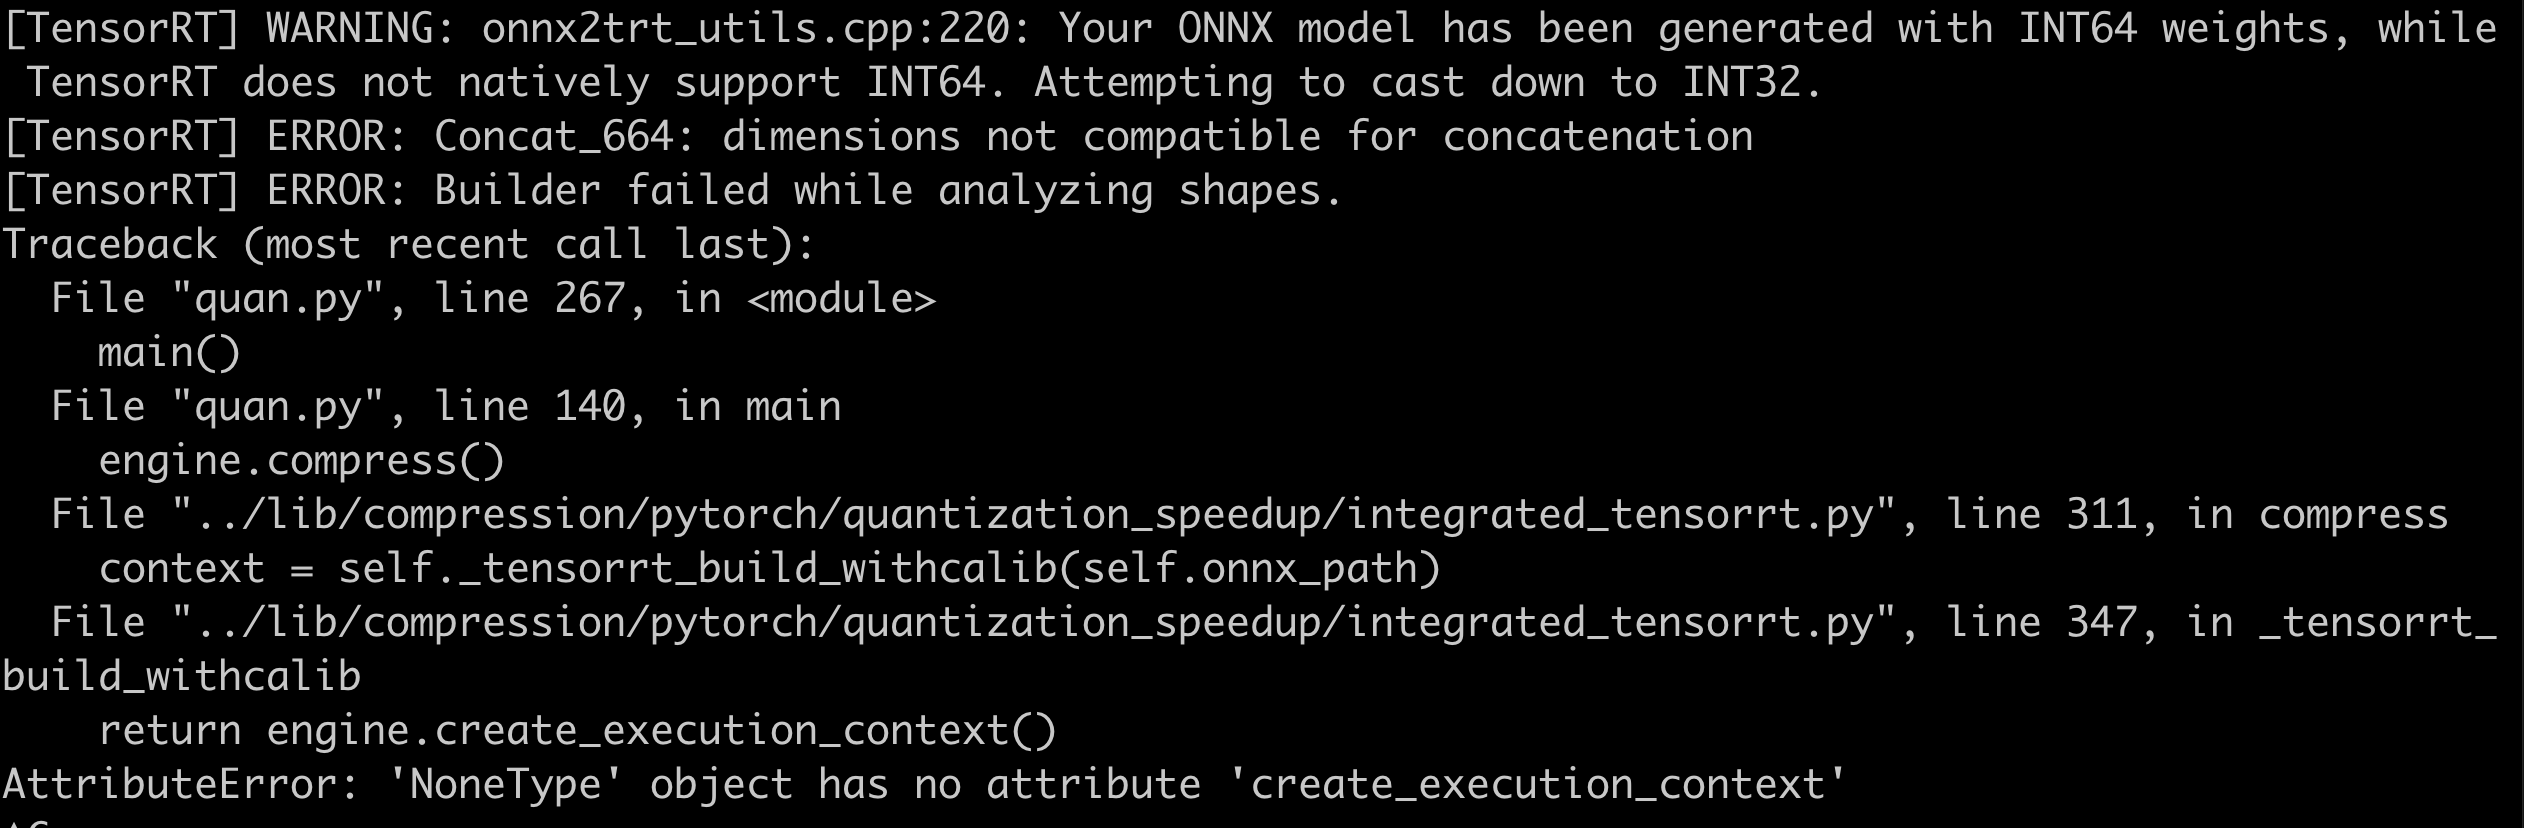 [TensorRT] WARNING: onnx2trt_utils.cpp:220: Your ONNX model has been generated with INT64 weights, while
 TensorRT does not natively support INT64. Attempting to cast down to INT32.
[TensorRT] ERROR: Concat_664: dimensions not compatible for concatenation
[TensorRT] ERROR: Builder failed while analyzing shapes.
Traceback (most recent call last):
  File "quan.py", line 267, in <module>
    main()
  File "quan.py", line 140, in main
    engine.compress()
  File "../lib/compression/pytorch/quantization_speedup/integrated_tensorrt.py", line 311, in compress
    context = self._tensorrt_build_withcalib(self.onnx_path)
  File "../lib/compression/pytorch/quantization_speedup/integrated_tensorrt.py", line 347, in _tensorrt_
build_withcalib
    return engine.create_execution_context()
AttributeError: 'NoneType' object has no attribute 'create_execution_context'